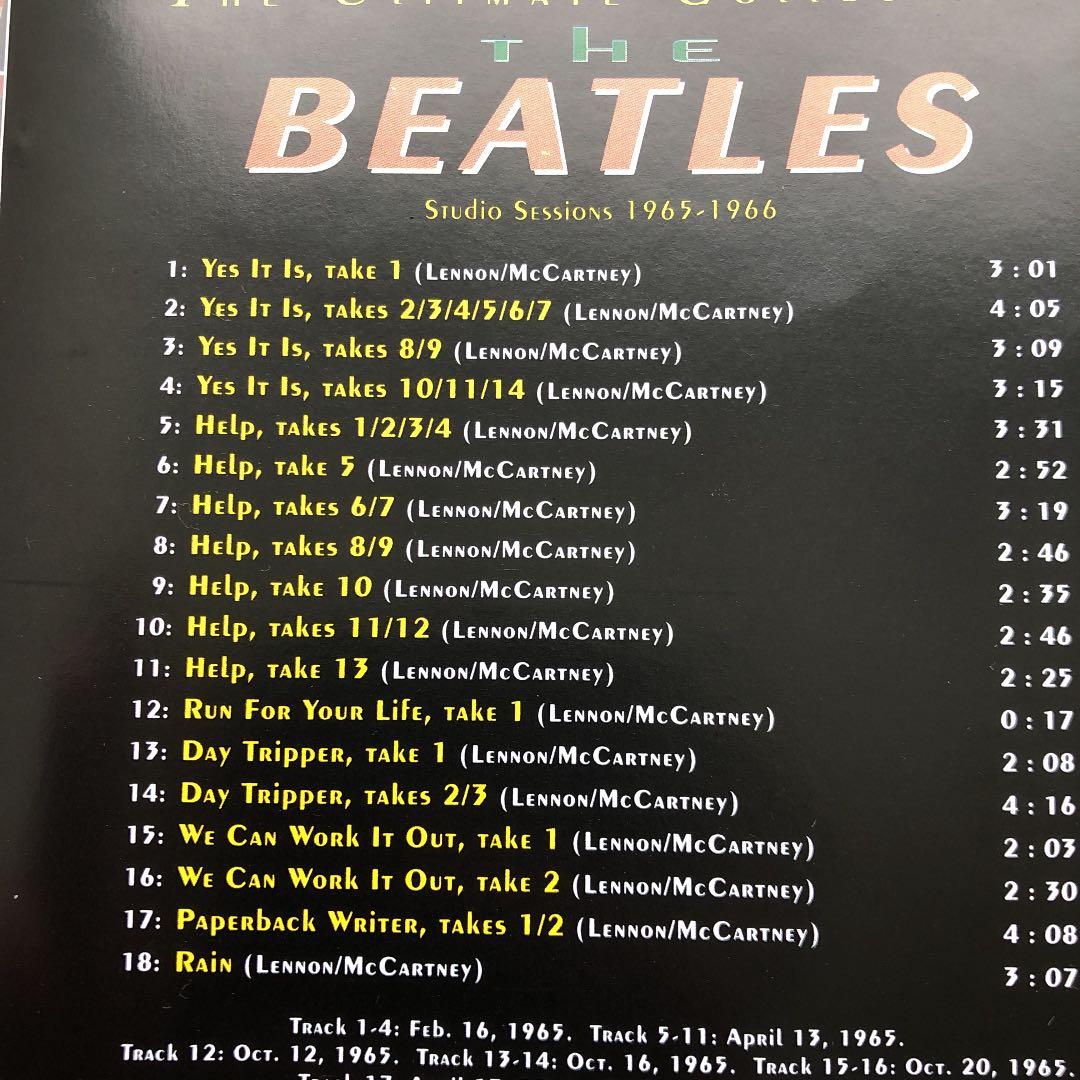 THE
BEATLES
Studio Sessions 1965-1966
1: Yes It Is, take 1 (Lennon/McCartney) 3:01
2: Yes It Is, takes 2/3/4/5/6/7 (Lennon/McCartney) 4:05
3: Yes It Is, takes 8/9 (Lennon/McCartney) 3:09
4: Yes It Is, takes 10/11/14 (Lennon/McCartney) 3:15
5: Help, takes 1/2/3/4 (Lennon/McCartney) 3:31
6: Help, take 5 (Lennon/McCartney) 2:52
7: Help, takes 6/7 (Lennon/McCartney) 3:19
8: Help, takes 8/9 (Lennon/McCartney) 2:46
9: Help, take 10 (Lennon/McCartney) 2:35
10: Help, takes 11/12 (Lennon/McCartney) 2:46
11: Help, take 13 (Lennon/McCartney) 2:25
12: Run For Your Life, take 1 (Lennon/McCartney) 0:17
13: Day Tripper, take 1 (Lennon/McCartney) 2:08
14: Day Tripper, takes 2/3 (Lennon/McCartney) 4:16
15: We Can Work It Out, take 1 (Lennon/McCartney) 2:03
16: We Can Work It Out, take 2 (Lennon/McCartney) 2:30
17: Paperback Writer, takes 1/2 (Lennon/McCartney) 4:08
18: Rain (Lennon/McCartney) 3:07
Track 1-4: Feb. 16, 1965. Track 5-11: April 13, 1965.
Track 12: Oct. 12, 1965. Track 13-14: Oct. 16, 1965. Track 15-16: Oct. 20, 1965.